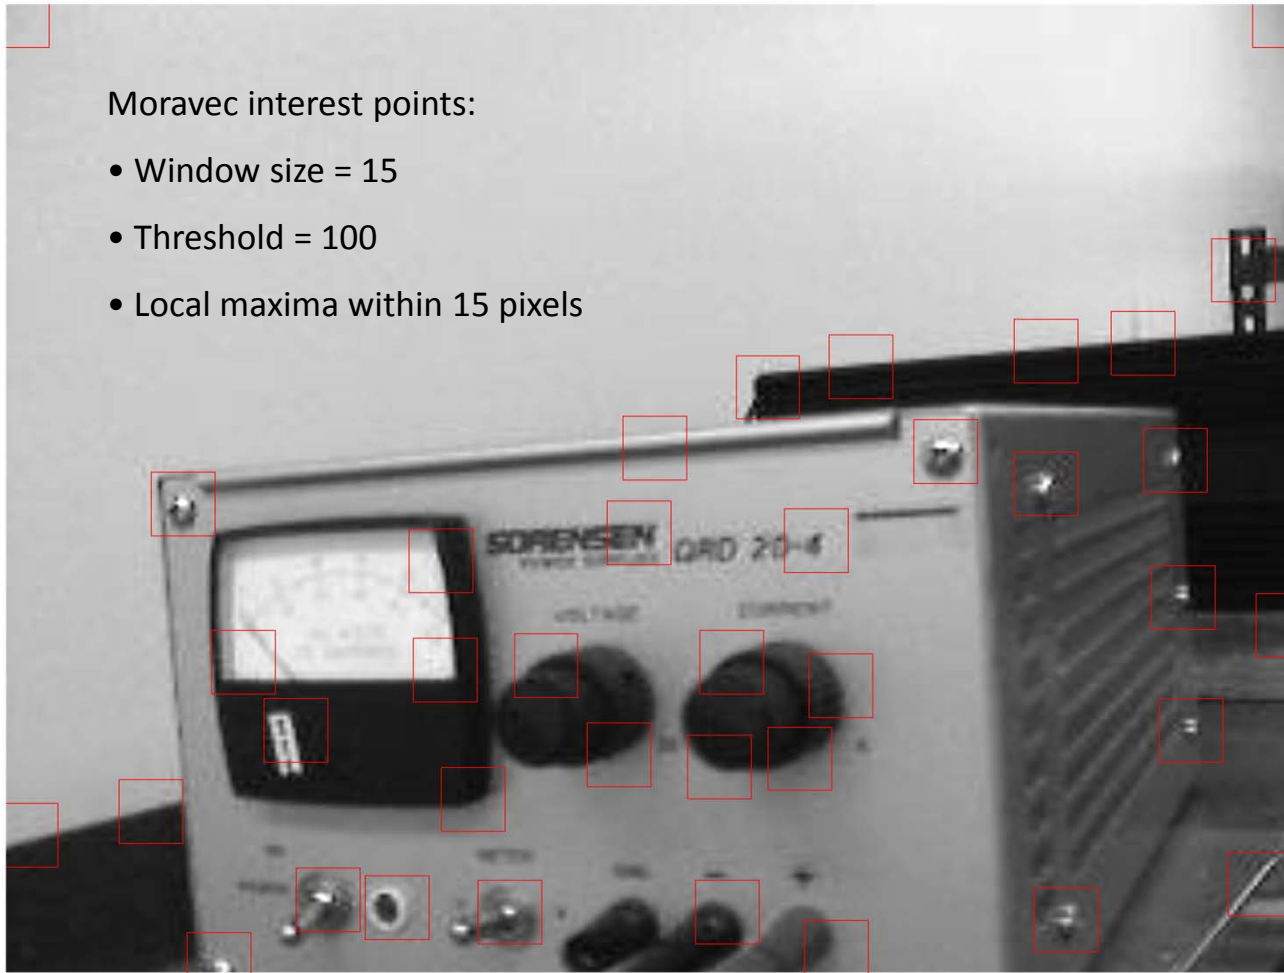 Moravec interest points:
• Window size = 15
• Threshold = 100
• Local maxima within 15 pixels
SORENSEN QRD 20-4
VOLTAGE CURRENT
METER